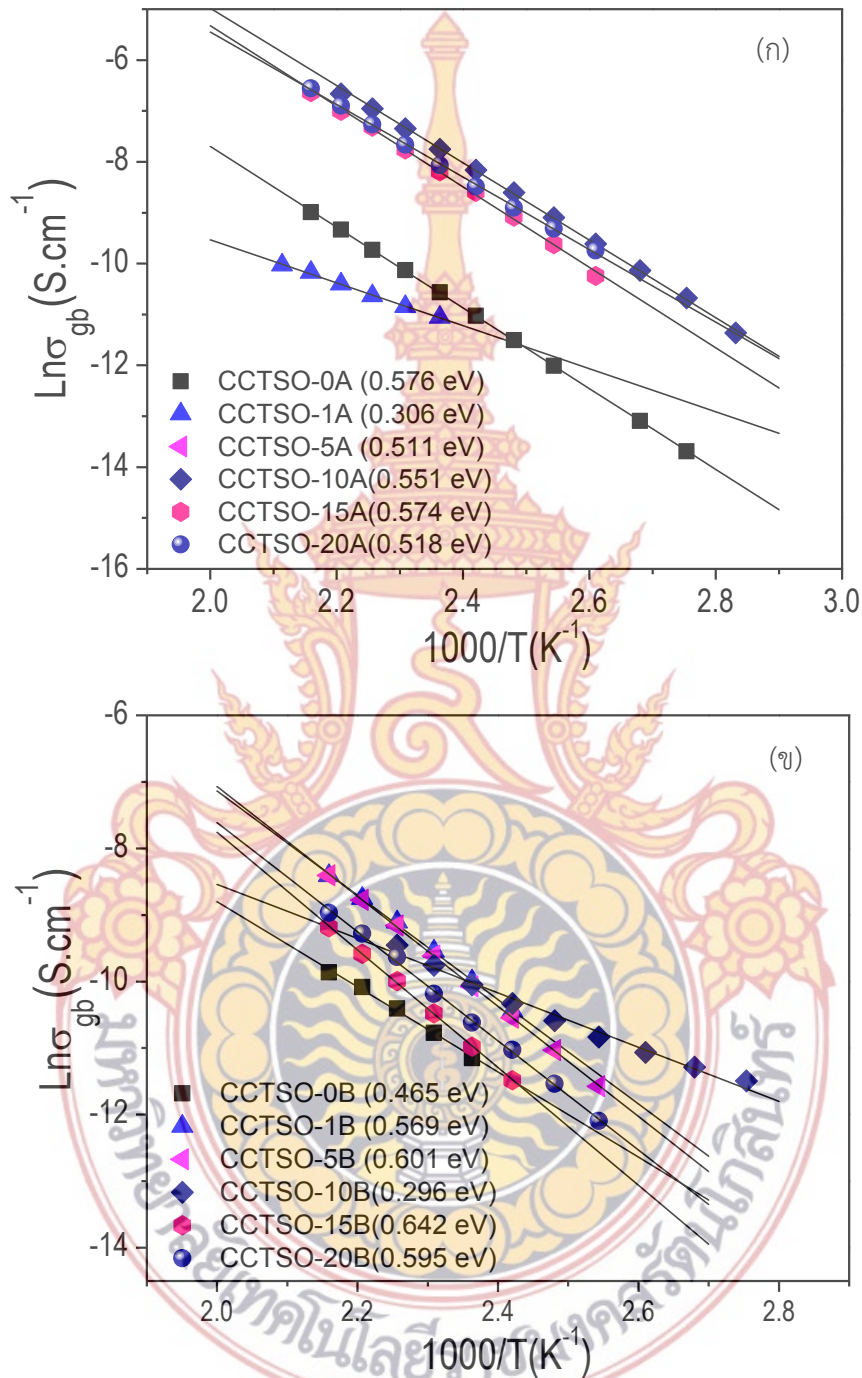 (ก)
-6
-8
-10
-12
-14
-16
Lnσgb(S.cm-1)
CCTSO-0A (0.576 eV)
CCTSO-1A (0.306 eV)
CCTSO-5A (0.511 eV)
CCTSO-10A(0.551 eV)
CCTSO-15A(0.574 eV)
CCTSO-20A(0.518 eV)
2.0 2.2 2.4 2.6 2.8 3.0
1000/T(K-1)
(ข)
-6
-8
-10
-12
-14
Lnσgb(S.cm-1)
CCTSO-0B (0.465 eV)
CCTSO-1B (0.569 eV)
CCTSO-5B (0.601 eV)
CCTSO-10B(0.296 eV)
CCTSO-15B(0.642 eV)
CCTSO-20B(0.595 eV)
2.0 2.2 2.4 2.6 2.8
1000/T(K-1)